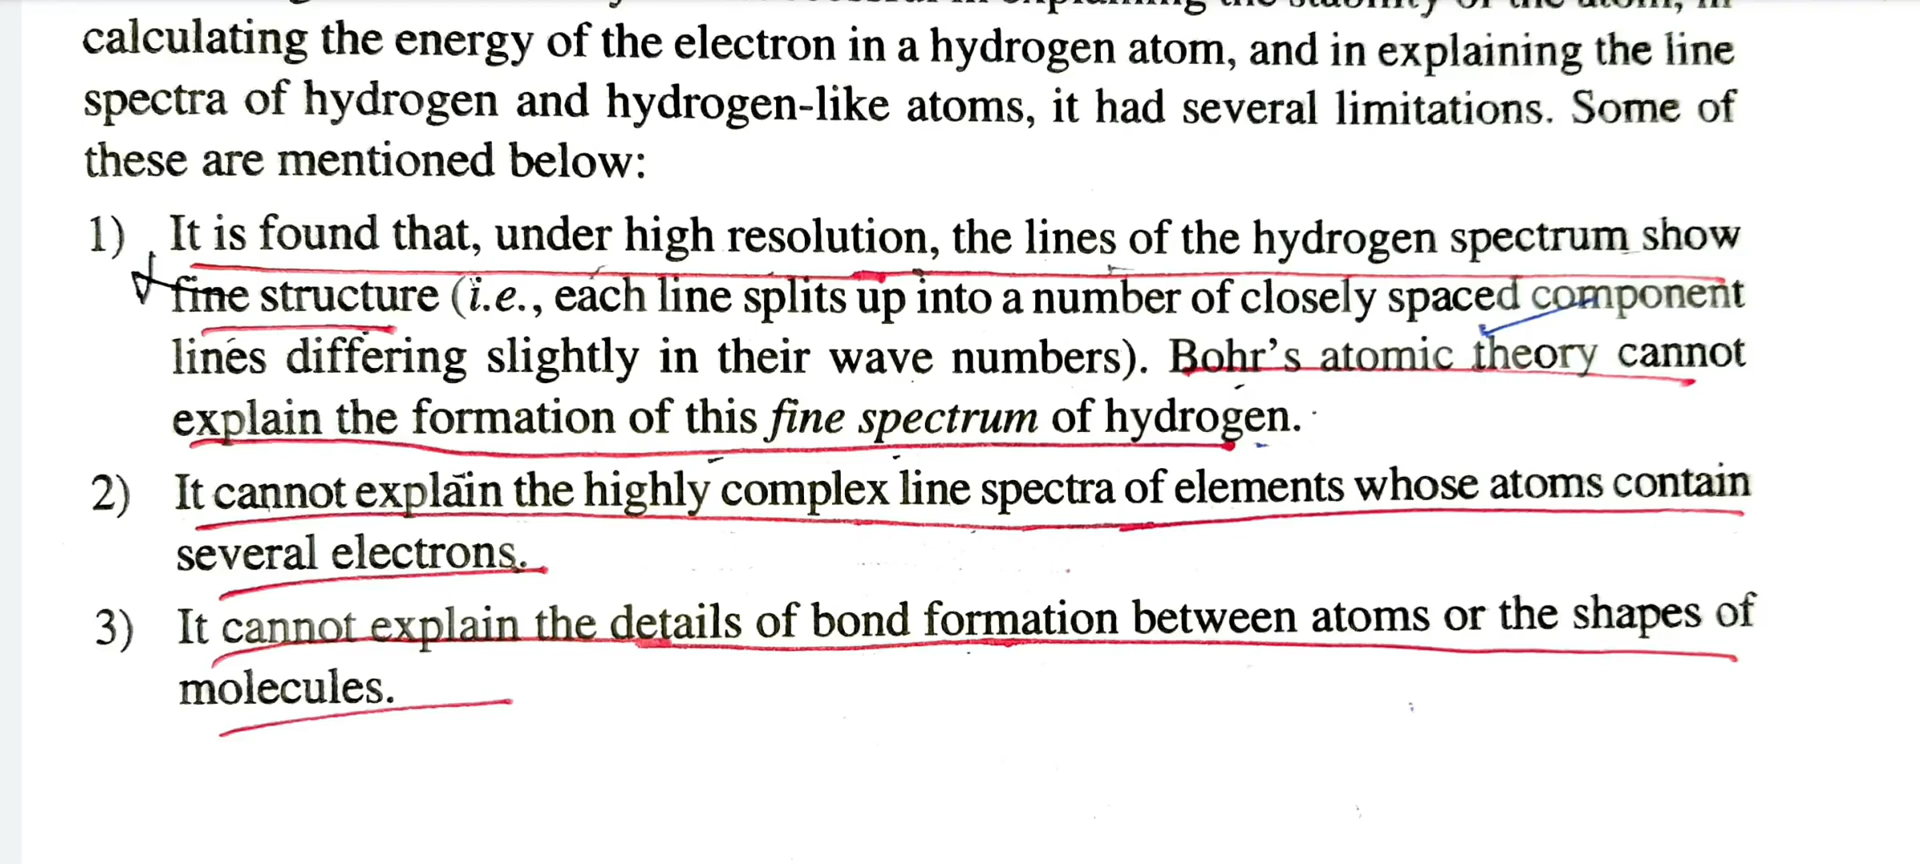 calculating the energy of the electron in a hydrogen atom, and in explaining the line
spectra of hydrogen and hydrogen-like atoms, it had several limitations. Some of
these are mentioned below:
1) It is found that, under high resolution, the lines of the hydrogen spectrum show
fine structure (i.e., each line splits up into a number of closely spaced component
lines differing slightly in their wave numbers). Bohr's atomic theory cannot
explain the formation of this fine spectrum of hydrogen.
2) It cannot explain the highly complex line spectra of elements whose atoms contain
several electrons.
3) It cannot explain the details of bond formation between atoms or the shapes of
molecules.